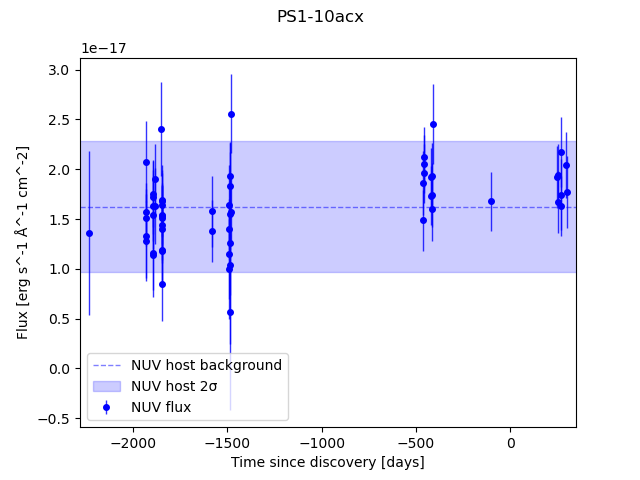 PS1-10acx
1e−17
3.0
2.5
2.0
1.5
1.0
0.5
0.0
−0.5
Flux [erg s^-1 Å^-1 cm^-2]
NUV host background
NUV host 2σ
NUV flux
−2000 −1500 −1000 −500 0
Time since discovery [days]